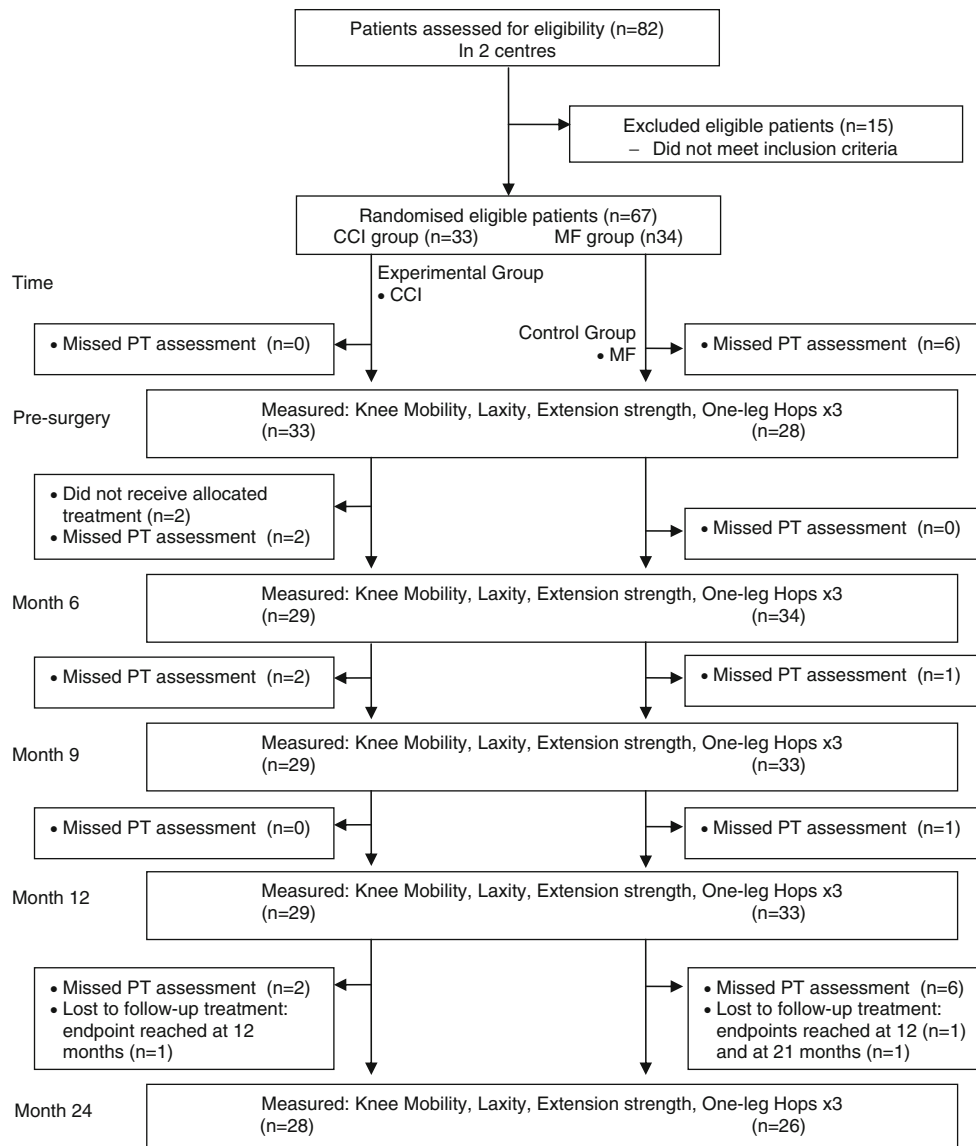 Patients assessed for eligibility (n=82)
In 2 centres
Excluded eligible patients (n=15)
– Did not meet inclusion criteria
Randomised eligible patients (n=67)
CCI group (n=33) MF group (n34)
Time
Experimental Group
• CCI
Control Group
• MF
• Missed PT assessment (n=0)
• Missed PT assessment (n=6)
Pre-surgery
Measured: Knee Mobility, Laxity, Extension strength, One-leg Hops x3
(n=33) (n=28)
• Did not receive allocated
treatment (n=2)
• Missed PT assessment (n=2)
• Missed PT assessment (n=0)
Month 6
Measured: Knee Mobility, Laxity, Extension strength, One-leg Hops x3
(n=29) (n=34)
• Missed PT assessment (n=2)
• Missed PT assessment (n=1)
Month 9
Measured: Knee Mobility, Laxity, Extension strength, One-leg Hops x3
(n=29) (n=33)
• Missed PT assessment (n=0)
• Missed PT assessment (n=1)
Month 12
Measured: Knee Mobility, Laxity, Extension strength, One-leg Hops x3
(n=29) (n=33)
• Missed PT assessment (n=2)
• Lost to follow-up treatment:
endpoint reached at 12
months (n=1)
• Missed PT assessment (n=6)
• Lost to follow-up treatment:
endpoints reached at 12 (n=1)
and at 21 months (n=1)
Month 24
Measured: Knee Mobility, Laxity, Extension strength, One-leg Hops x3
(n=28) (n=26)